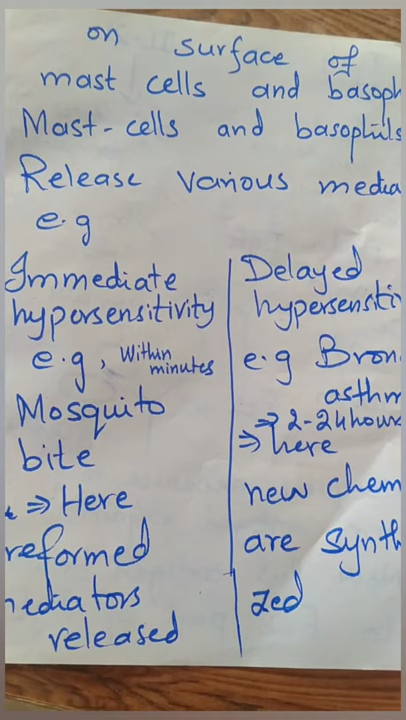 on surface of
mast cells and basoph
Mast-cells and basophils
Release various media
e.g
Immediate
hypersensitivity
e.g, Within minutes
Mosquito
bite
⇒ Here
reformed
nediators
released
Delayed
hypersensiti
e.g Bron
asthm
⇒ 2-24 hours
⇒ here
new chem
are synth
zed